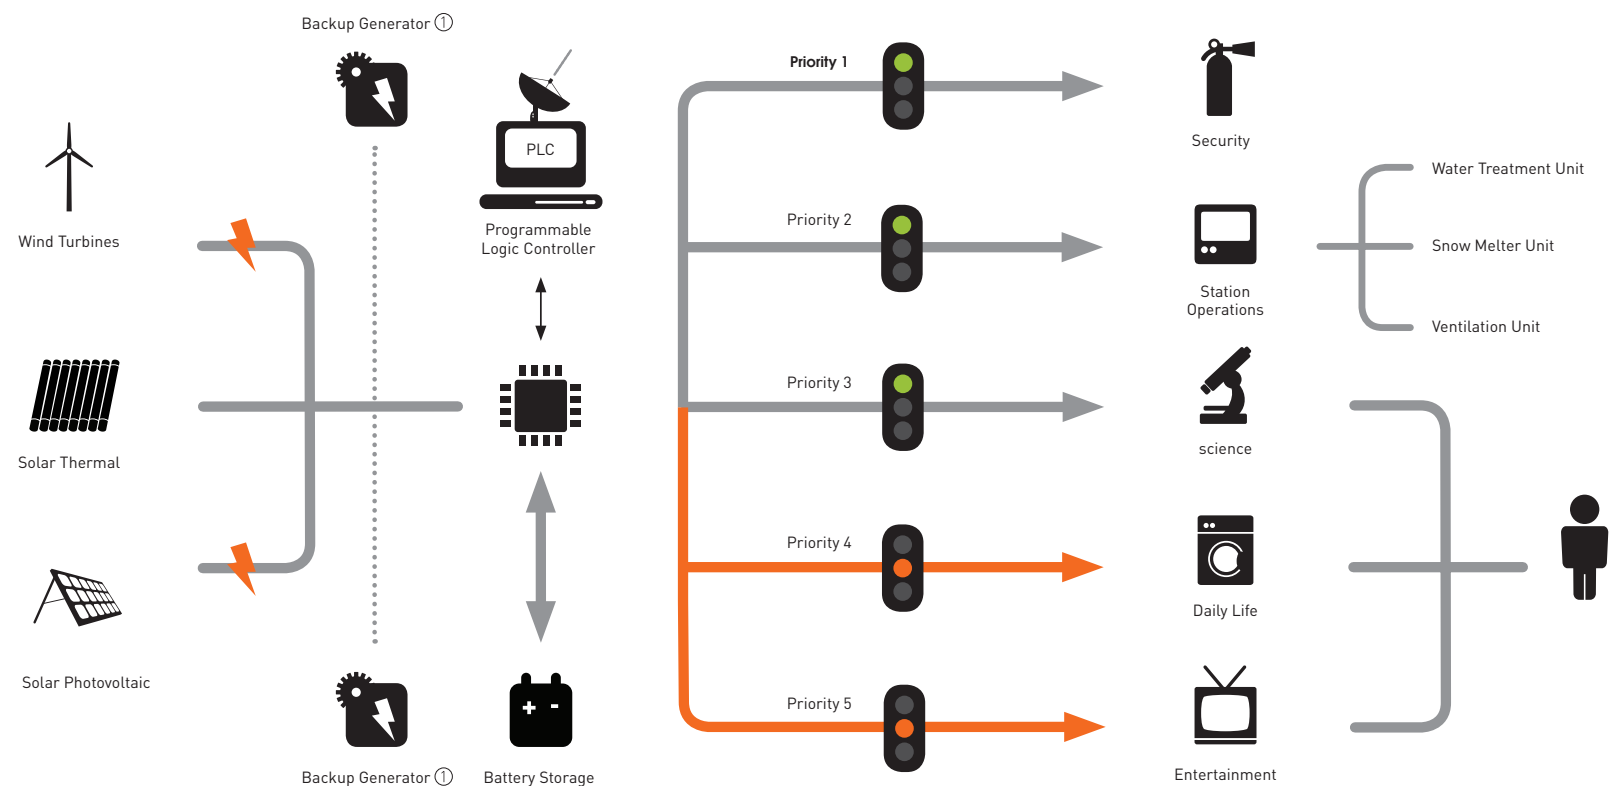 Backup Generator ①
Wind Turbines
Solar Thermal
Solar Photovoltaic
PLC
Programmable
Logic Controller
Backup Generator ①
Battery Storage
Priority 1
Priority 2
Priority 3
Priority 4
Priority 5
Security
Station
Operations
science
Daily Life
Entertainment
Water Treatment Unit
Snow Melter Unit
Ventilation Unit